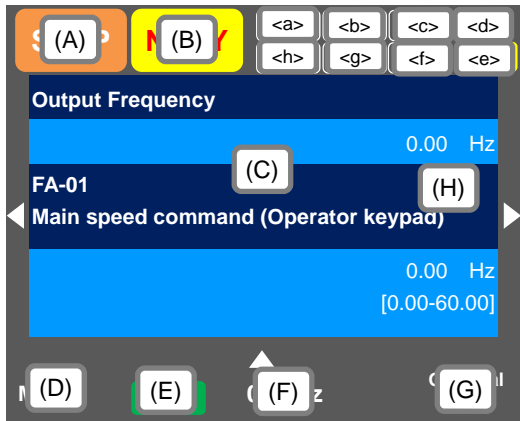 (A) (B) <a> <b> <c> <d>
<h> <g> <f> <e>
Output Frequency
0.00 Hz
(C)
FA-01
(H)
Main speed command (Operator keypad)
0.00 Hz
[0.00-60.00]
(D) (E) (F) (G)